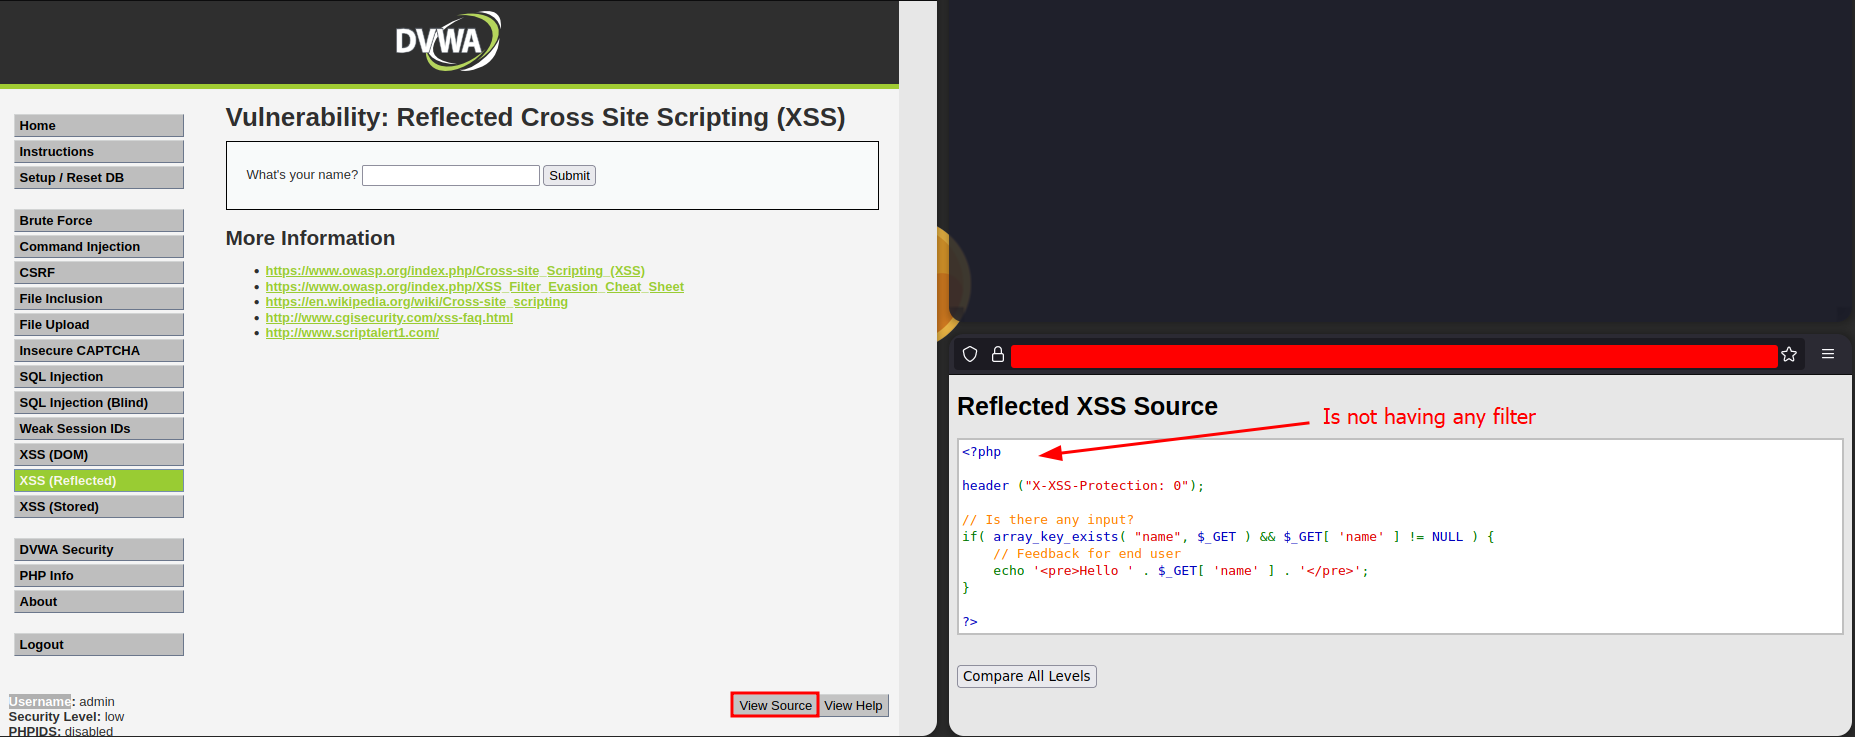 DVWA
Vulnerability: Reflected Cross Site Scripting (XSS)
Home
Instructions
Setup / Reset DB
Brute Force
Command Injection
CSRF
File Inclusion
File Upload
Insecure CAPTCHA
SQL Injection
SQL Injection (Blind)
Weak Session IDs
XSS (DOM)
XSS (Reflected)
XSS (Stored)
DVWA Security
PHP Info
About
Logout
What's your name? Submit
More Information
https://www.owasp.org/index.php/Cross-site_Scripting_(XSS)
https://www.owasp.org/index.php/XSS_Filter_Evasion_Cheat_Sheet
https://en.wikipedia.org/wiki/Cross-site_scripting
http://www.cgisecurity.com/xss-faq.html
http://www.scriptalert1.com/
Username: admin
Security Level: low
PHPIDS: disabled
View Source View Help
Reflected XSS Source
Is not having any filter
<?php
header ("X-XSS-Protection: 0");
// Is there any input?
if( array_key_exists( "name", $_GET ) && $_GET[ 'name' ] != NULL ) {
// Feedback for end user
echo '<pre>Hello ' . $_GET[ 'name' ] . '</pre>';
}
?>
Compare All Levels